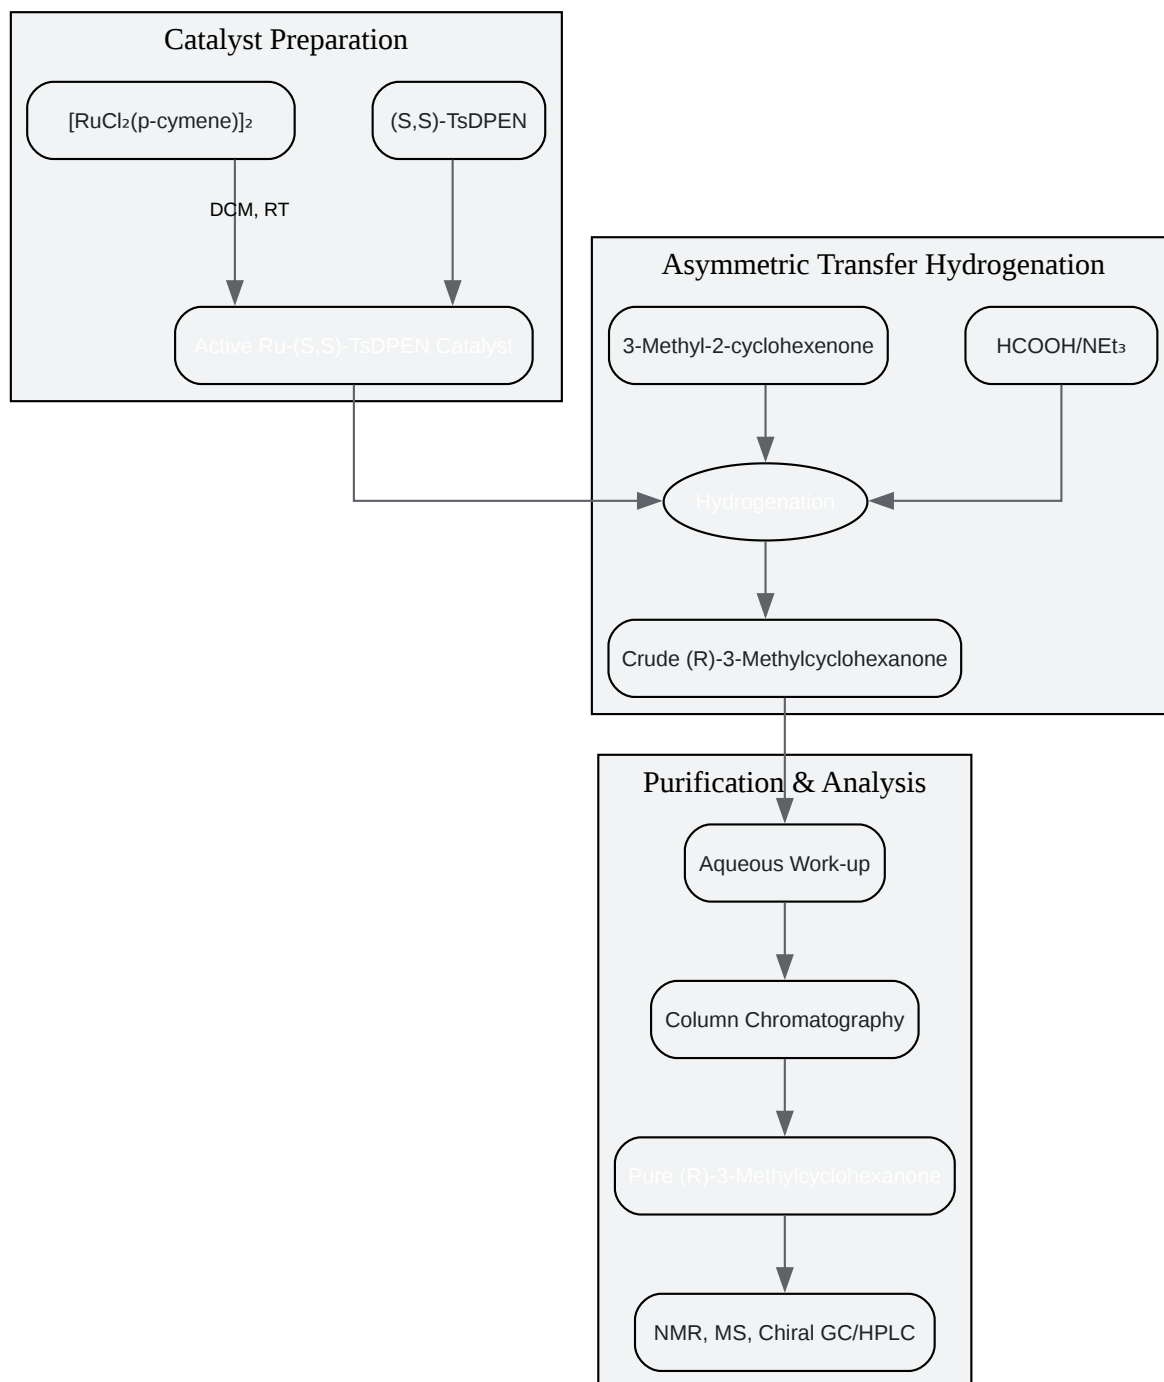 Catalyst Preparation
[RuCl₂(p-cymene)]₂
(S,S)-TsDPEN
DCM, RT
Active Ru-(S,S)-TsDPEN Catalyst
Asymmetric Transfer Hydrogenation
3-Methyl-2-cyclohexenone
HCOOH/NEt₃
Hydrogenation
Crude (R)-3-Methylcyclohexanone
Purification & Analysis
Aqueous Work-up
Column Chromatography
Pure (R)-3-Methylcyclohexanone
NMR, MS, Chiral GC/HPLC